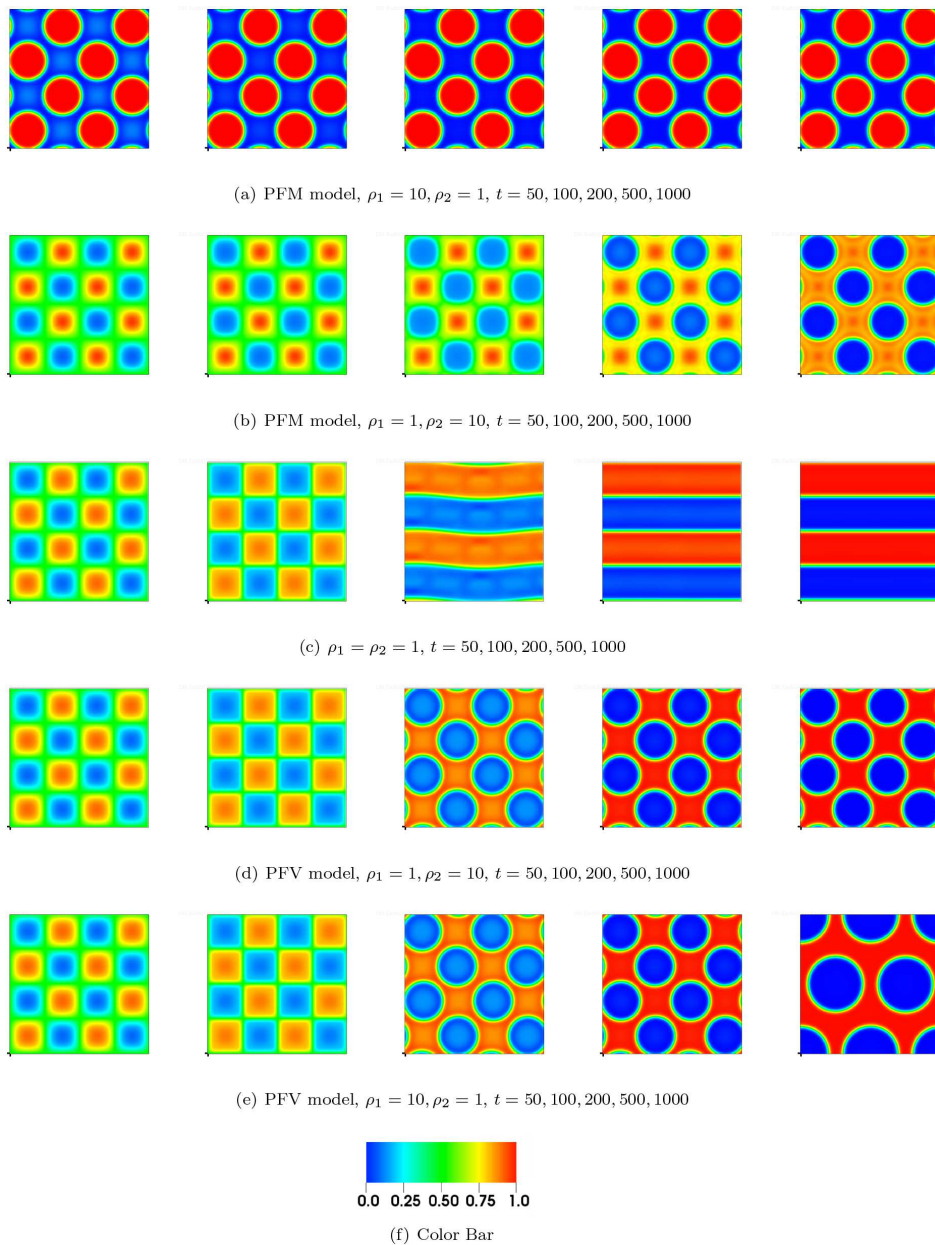 (a) PFM model, ρ₁ = 10, ρ₂ = 1, t = 50, 100, 200, 500, 1000
(b) PFM model, ρ₁ = 1, ρ₂ = 10, t = 50, 100, 200, 500, 1000
(c) ρ₁ = ρ₂ = 1, t = 50, 100, 200, 500, 1000
(d) PFV model, ρ₁ = 1, ρ₂ = 10, t = 50, 100, 200, 500, 1000
(e) PFV model, ρ₁ = 10, ρ₂ = 1, t = 50, 100, 200, 500, 1000
0.0 0.25 0.50 0.75 1.0
(f) Color Bar